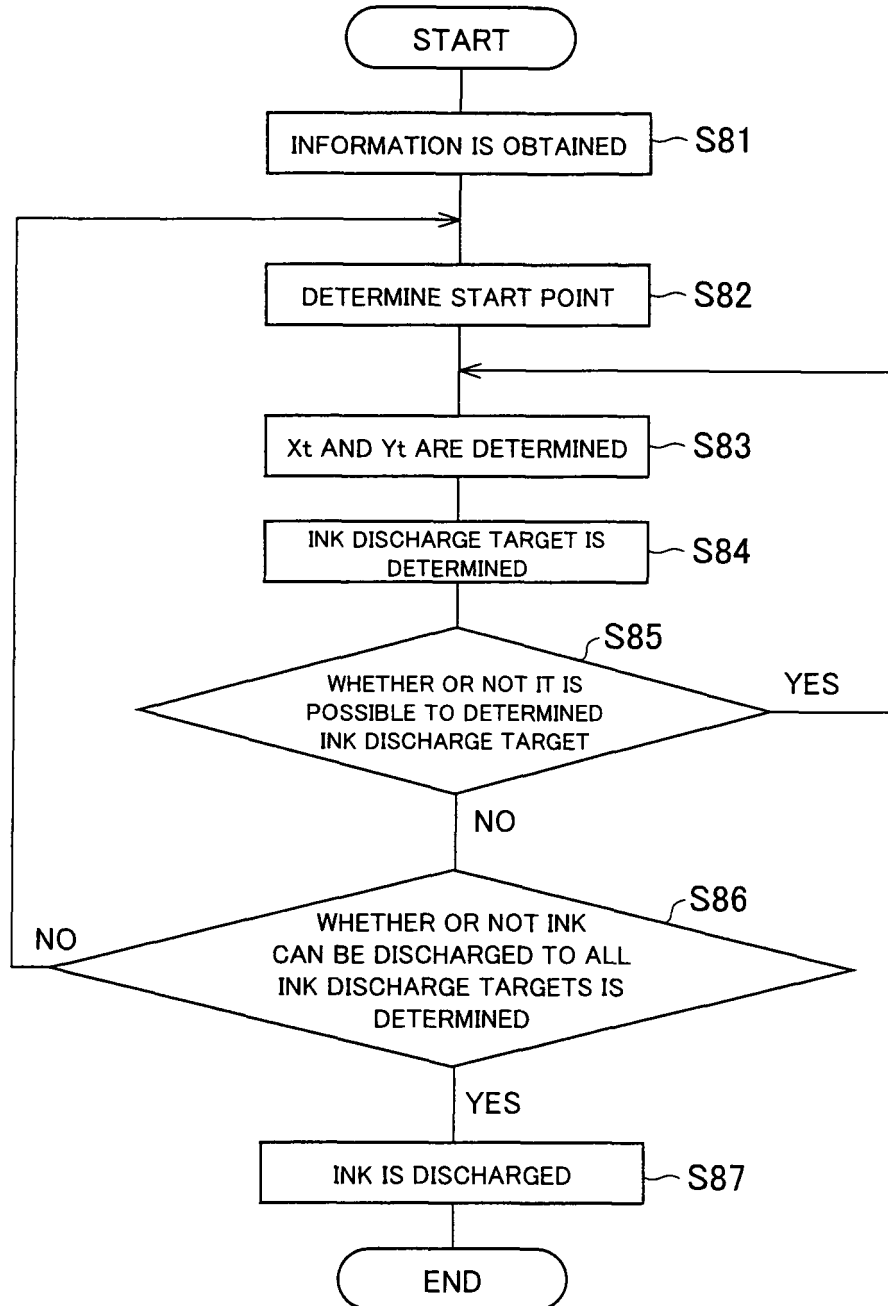 START
INFORMATION IS OBTAINED
S81
DETERMINE START POINT
S82
Xt AND Yt ARE DETERMINED
S83
INK DISCHARGE TARGET IS
DETERMINED
S84
S85
WHETHER OR NOT IT IS
POSSIBLE TO DETERMINED
INK DISCHARGE TARGET
YES
NO
S86
WHETHER OR NOT INK
CAN BE DISCHARGED TO ALL
INK DISCHARGE TARGETS IS
DETERMINED
NO
YES
INK IS DISCHARGED
S87
END